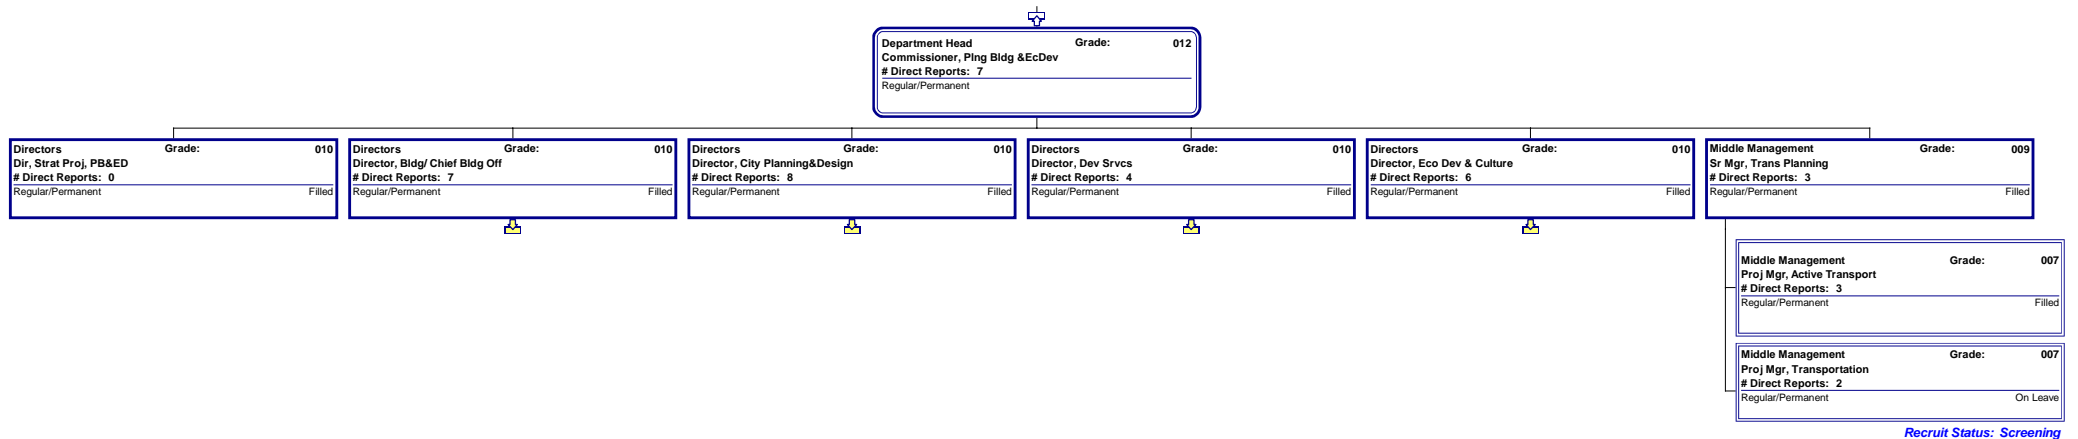 Department Head Grade: 012
Commissioner, Plng Bldg &EcDev
# Direct Reports: 7
Regular/Permanent
Directors Grade: 010
Dir, Strat Proj, PB&ED
# Direct Reports: 0
Regular/Permanent Filled
Directors Grade: 010
Director, Bldg/ Chief Bldg Off
# Direct Reports: 7
Regular/Permanent Filled
Directors Grade: 010
Director, City Planning&Design
# Direct Reports: 8
Regular/Permanent Filled
Directors Grade: 010
Director, Dev Srvcs
# Direct Reports: 4
Regular/Permanent Filled
Directors Grade: 010
Director, Eco Dev & Culture
# Direct Reports: 6
Regular/Permanent Filled
Middle Management Grade: 009
Sr Mgr, Trans Planning
# Direct Reports: 3
Regular/Permanent Filled
Middle Management Grade: 007
Proj Mgr, Active Transport
# Direct Reports: 3
Regular/Permanent Filled
Middle Management Grade: 007
Proj Mgr, Transportation
# Direct Reports: 2
Regular/Permanent On Leave
Recruit Status: Screening